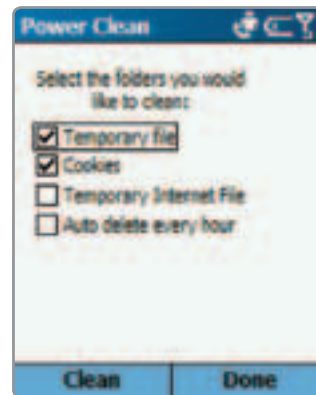 Power Clean
Select the folders you would
like to clean:
Temporary file
Cookies
Temporary Internet File
Auto delete every hour
Clean
Done